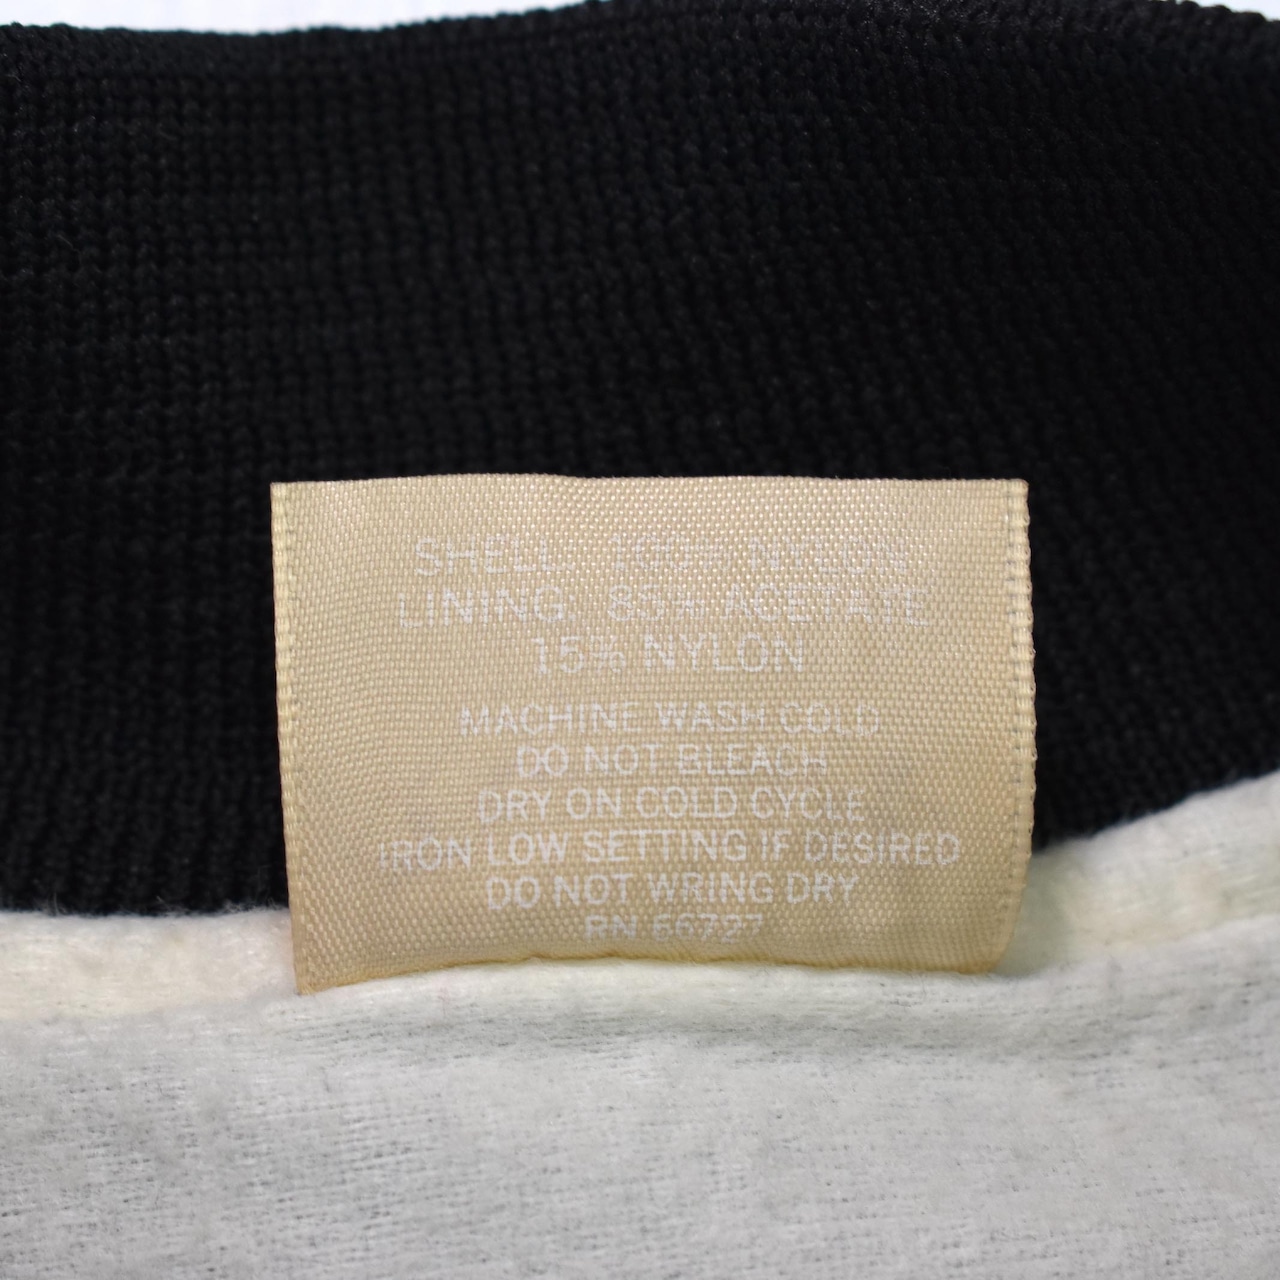 SHELL: 100% NYLON
LINING: 85% ACETATE
15% NYLON
MACHINE WASH COLD
DO NOT BLEACH
DRY ON COLD CYCLE
IRON LOW SETTING IF DESIRED
DO NOT WRING DRY
RN 66727